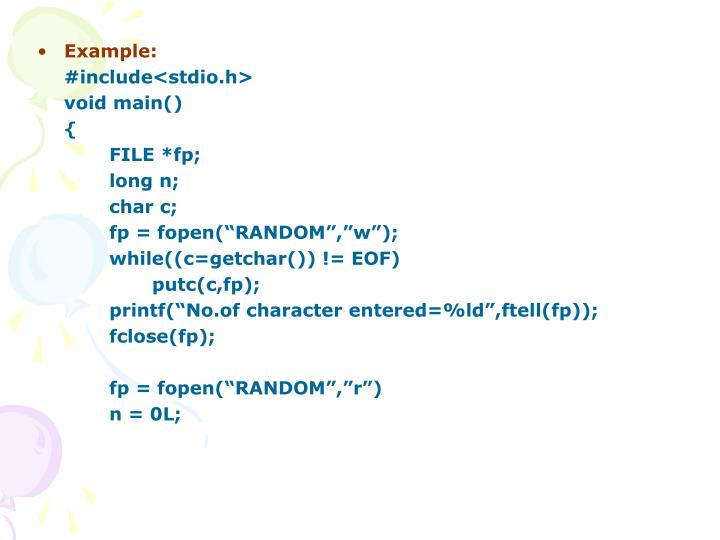 • Example:
#include<stdio.h>
void main()
{
FILE *fp;
long n;
char c;
fp = fopen(“RANDOM”,”w”);
while((c=getchar()) != EOF)
putc(c,fp);
printf(“No.of character entered=%ld”,ftell(fp));
fclose(fp);
fp = fopen(“RANDOM”,”r”)
n = 0L;